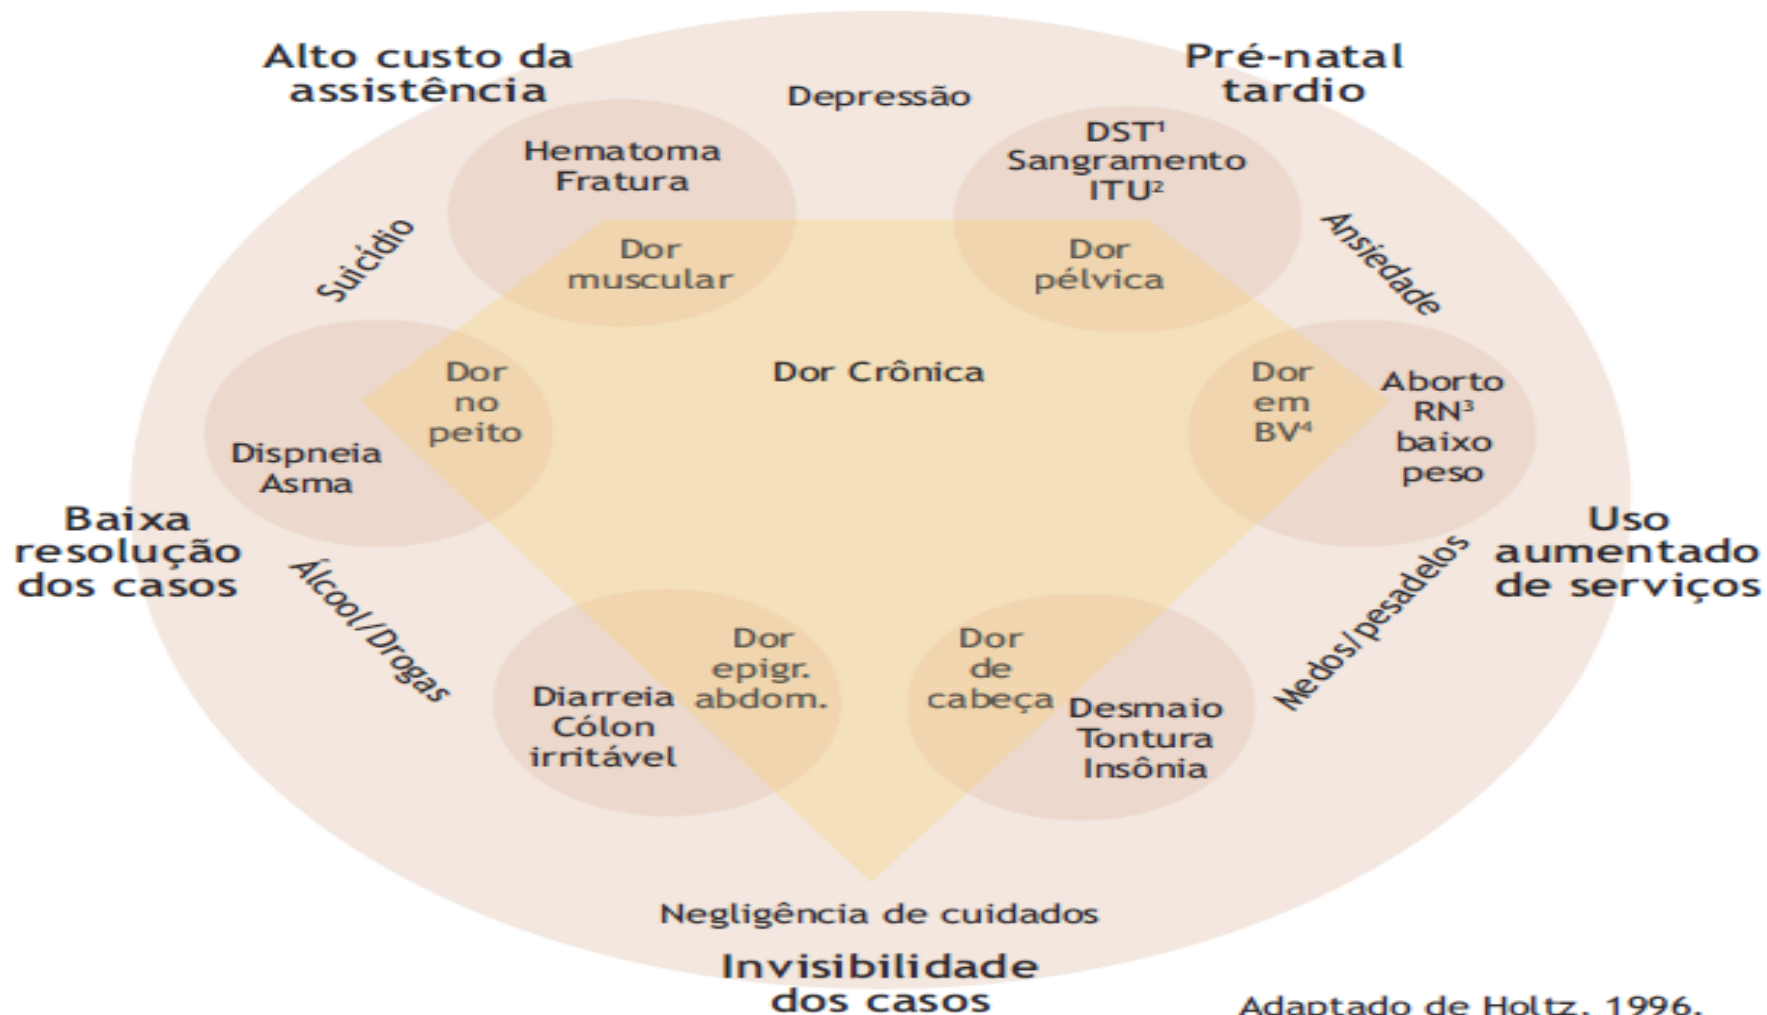 Alto custo da
assistência
Pré-natal
tardio
Depressão
Hematoma
Fratura
DST¹
Sangramento
ITU²
Suicídio
Ansiedade
Dor
muscular
Dor
pélvica
Dor Crônica
Dor
no
peito
Dispneia
Asma
Dor
em
BV⁴
Aborto
RN³
baixo
peso
Baixa
resolução
dos casos
Uso
aumentado
de serviços
Álcool/Drogas
Medos/pesadelos
Dor
epigr.
abdom.
Diarreia
Cólon
irritável
Dor
de
cabeça
Desmaio
Tontura
Insônia
Negligência de cuidados
Invisibilidade
dos casos
Adaptado de Holtz, 1996.